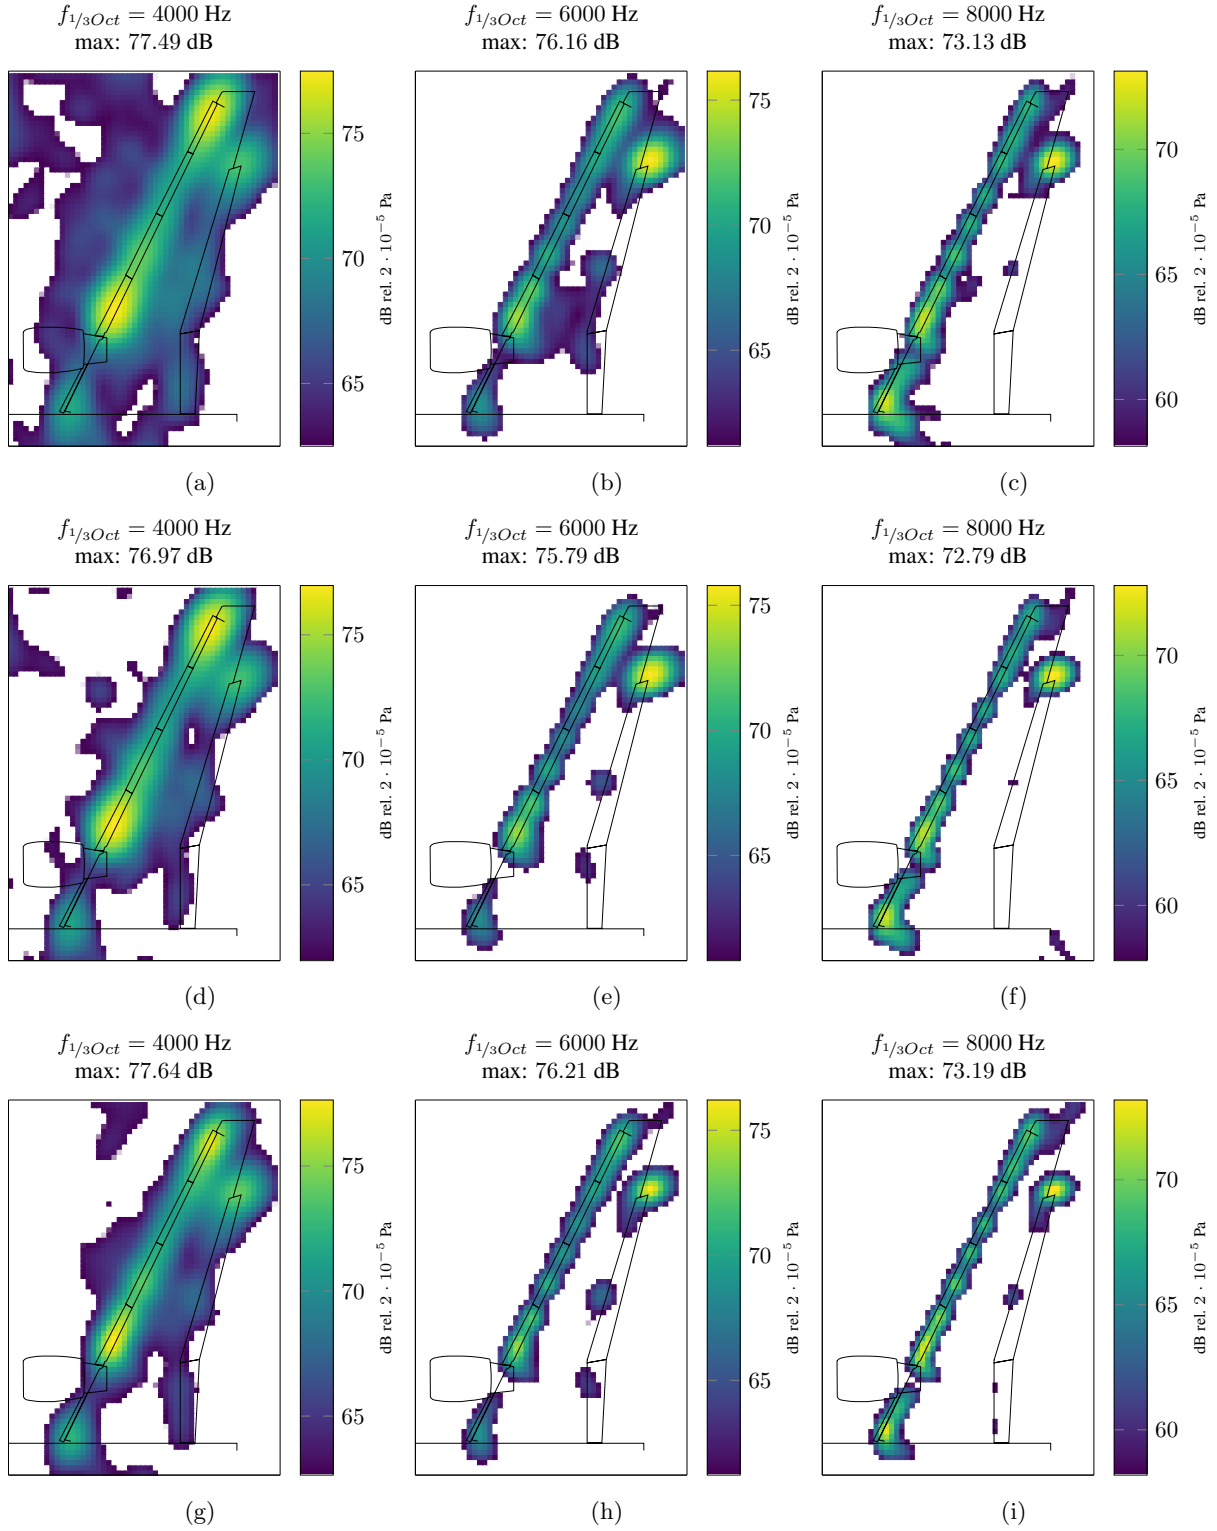 f1/3Oct = 4000 Hz
max: 77.49 dB
75
70
65
dB rel. 2 · 10−5 Pa
(a)
f1/3Oct = 6000 Hz
max: 76.16 dB
75
70
65
dB rel. 2 · 10−5 Pa
(b)
f1/3Oct = 8000 Hz
max: 73.13 dB
70
65
60
dB rel. 2 · 10−5 Pa
(c)
f1/3Oct = 4000 Hz
max: 76.97 dB
75
70
65
dB rel. 2 · 10−5 Pa
(d)
f1/3Oct = 6000 Hz
max: 75.79 dB
75
70
65
dB rel. 2 · 10−5 Pa
(e)
f1/3Oct = 8000 Hz
max: 72.79 dB
70
65
60
dB rel. 2 · 10−5 Pa
(f)
f1/3Oct = 4000 Hz
max: 77.64 dB
75
70
65
dB rel. 2 · 10−5 Pa
(g)
f1/3Oct = 6000 Hz
max: 76.21 dB
75
70
65
dB rel. 2 · 10−5 Pa
(h)
f1/3Oct = 8000 Hz
max: 73.19 dB
70
65
60
dB rel. 2 · 10−5 Pa
(i)